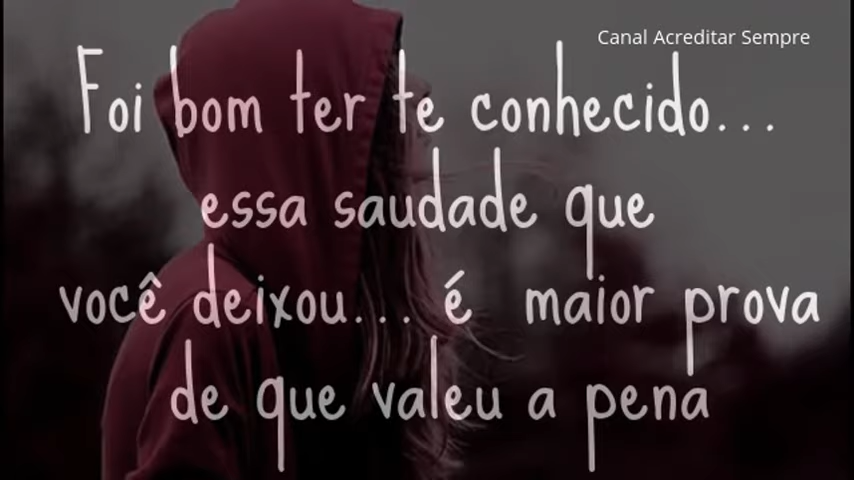 Canal Acreditar Sempre
Foi bom ter te conhecido...
essa saudade que
você deixou... é maior prova
de que valeu a pena